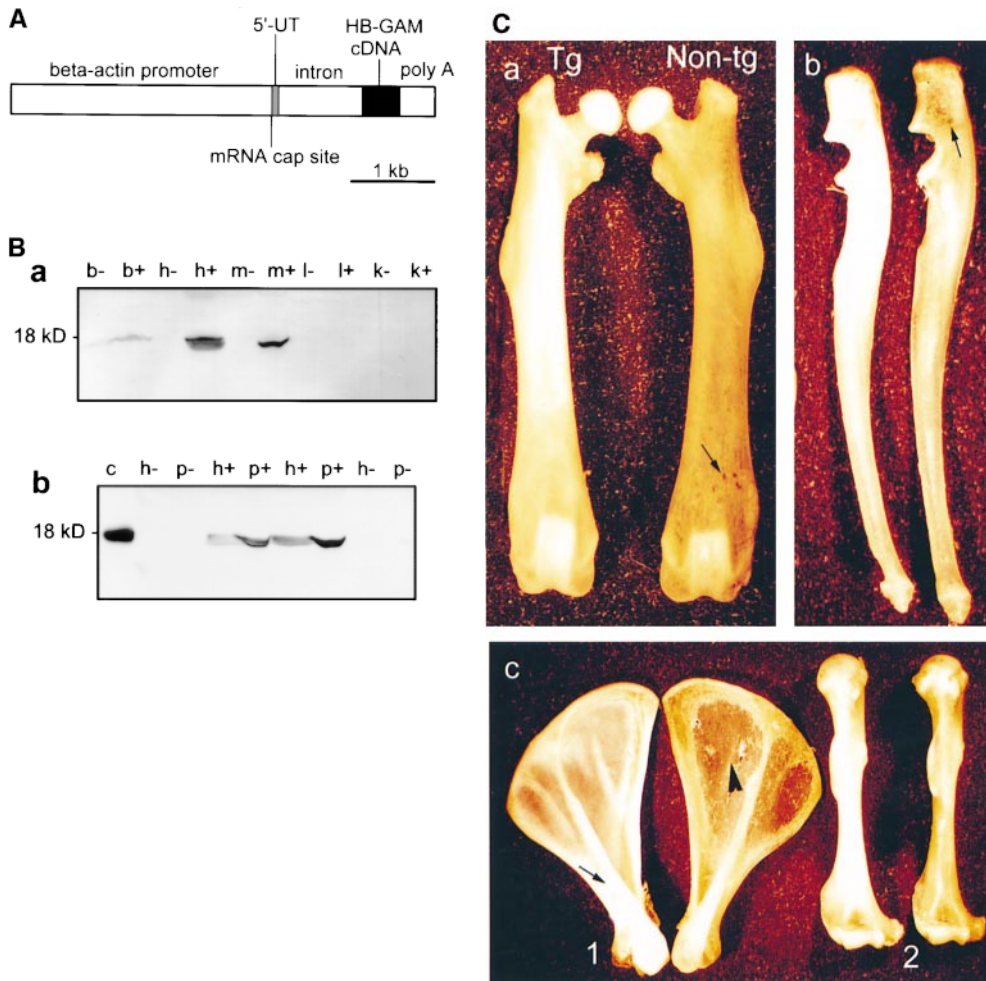 A
5'-UT
HB-GAM
cDNA
beta-actin promoter
intron
poly A
mRNA cap site
1 kb
B
a
b- b+ h- h+ m- m+ l- l+ k- k+
18 kD
b
c h- p- h+ p+ h+ p+ h- p-
18 kD
C
a
Tg
Non-tg
b
c
1
2